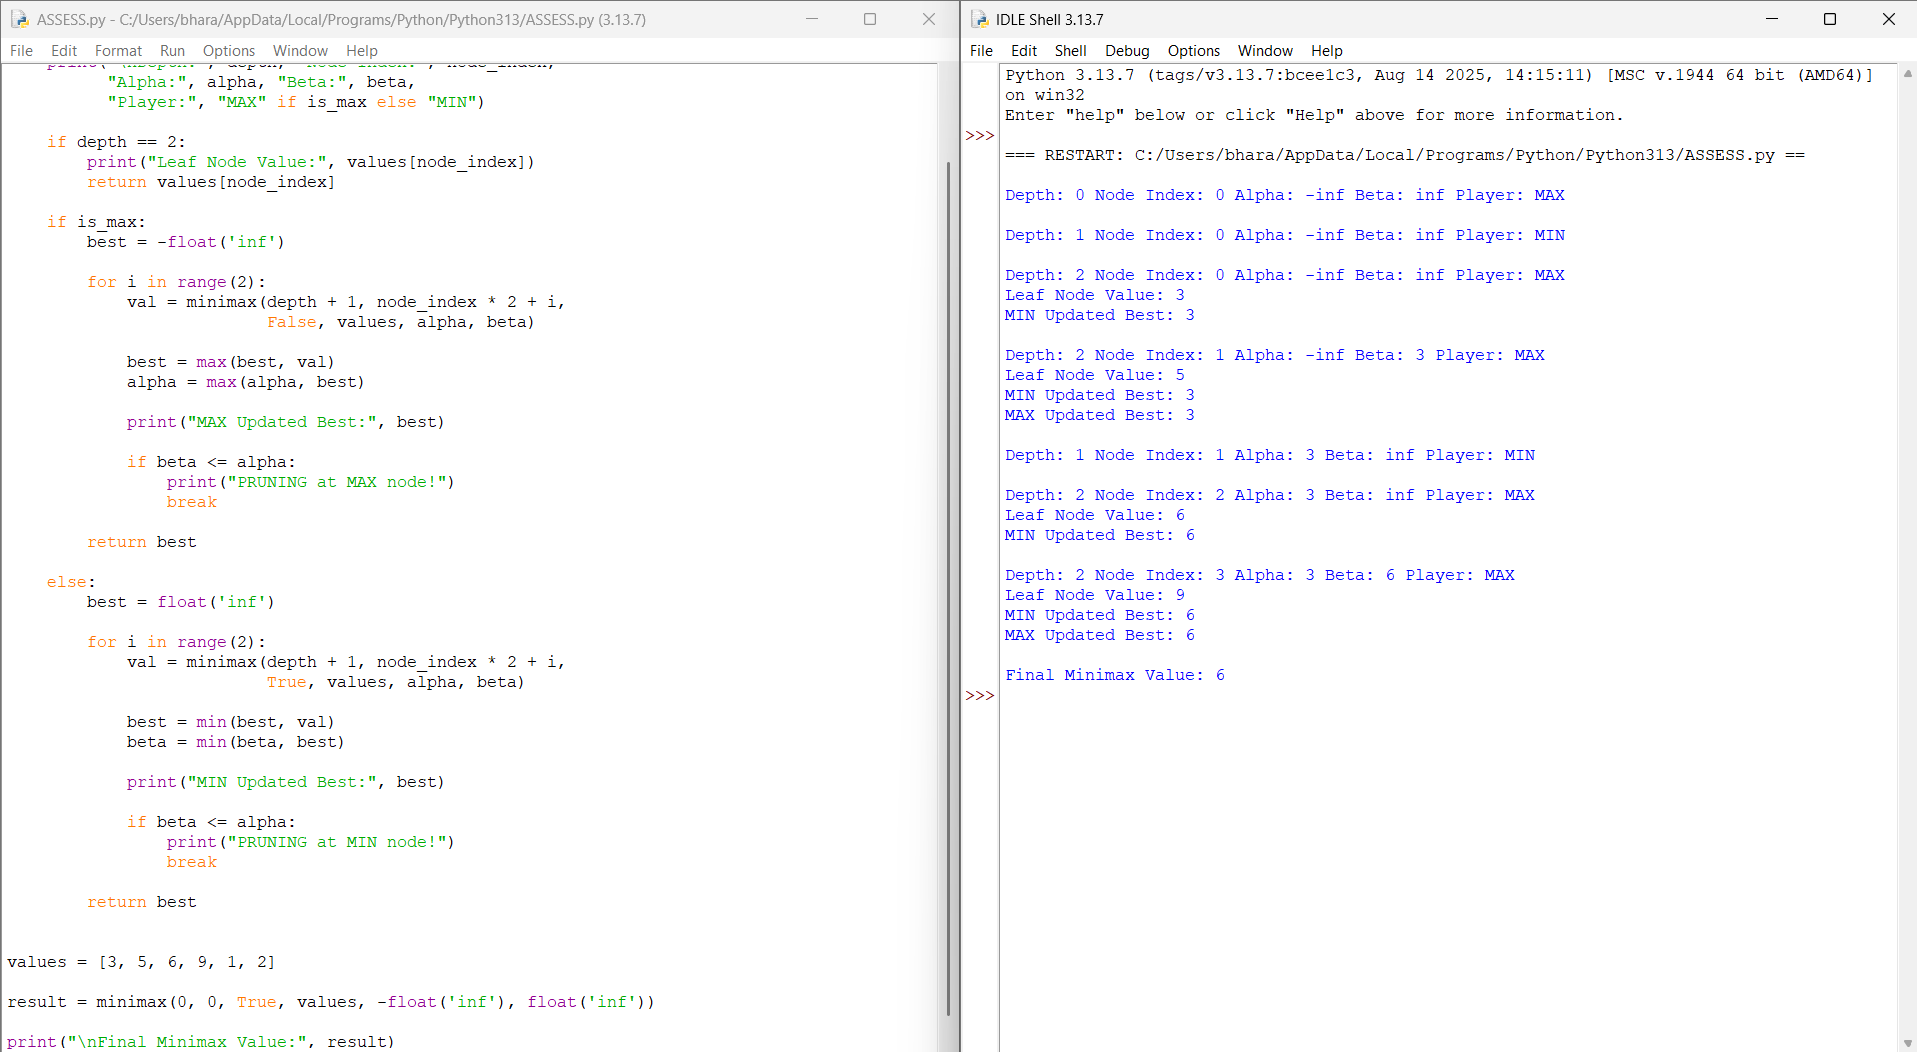 ASSESS.py - C:/Users/bhara/AppData/Local/Programs/Python/Python313/ASSESS.py (3.13.7)
File Edit Format Run Options Window Help
    print("\nDepth:", depth, "Node Index:", node_index,
          "Alpha:", alpha, "Beta:", beta,
          "Player:", "MAX" if is_max else "MIN")

    if depth == 2:
        print("Leaf Node Value:", values[node_index])
        return values[node_index]

    if is_max:
        best = -float('inf')

        for i in range(2):
            val = minimax(depth + 1, node_index * 2 + i,
                          False, values, alpha, beta)

            best = max(best, val)
            alpha = max(alpha, best)

            print("MAX Updated Best:", best)

            if beta <= alpha:
                print("PRUNING at MAX node!")
                break

        return best

    else:
        best = float('inf')

        for i in range(2):
            val = minimax(depth + 1, node_index * 2 + i,
                          True, values, alpha, beta)

            best = min(best, val)
            beta = min(beta, best)

            print("MIN Updated Best:", best)

            if beta <= alpha:
                print("PRUNING at MIN node!")
                break

        return best


values = [3, 5, 6, 9, 1, 2]

result = minimax(0, 0, True, values, -float('inf'), float('inf'))

print("\nFinal Minimax Value:", result)
IDLE Shell 3.13.7
File Edit Shell Debug Options Window Help
Python 3.13.7 (tags/v3.13.7:bcee1c3, Aug 14 2025, 14:15:11) [MSC v.1944 64 bit (AMD64)]
on win32
Enter "help" below or click "Help" above for more information.
>>>
=== RESTART: C:/Users/bhara/AppData/Local/Programs/Python/Python313/ASSESS.py ==

Depth: 0 Node Index: 0 Alpha: -inf Beta: inf Player: MAX

Depth: 1 Node Index: 0 Alpha: -inf Beta: inf Player: MIN

Depth: 2 Node Index: 0 Alpha: -inf Beta: inf Player: MAX
Leaf Node Value: 3
MIN Updated Best: 3

Depth: 2 Node Index: 1 Alpha: -inf Beta: 3 Player: MAX
Leaf Node Value: 5
MIN Updated Best: 3
MAX Updated Best: 3

Depth: 1 Node Index: 1 Alpha: 3 Beta: inf Player: MIN

Depth: 2 Node Index: 2 Alpha: 3 Beta: inf Player: MAX
Leaf Node Value: 6
MIN Updated Best: 6

Depth: 2 Node Index: 3 Alpha: 3 Beta: 6 Player: MAX
Leaf Node Value: 9
MIN Updated Best: 6
MAX Updated Best: 6

Final Minimax Value: 6
>>>